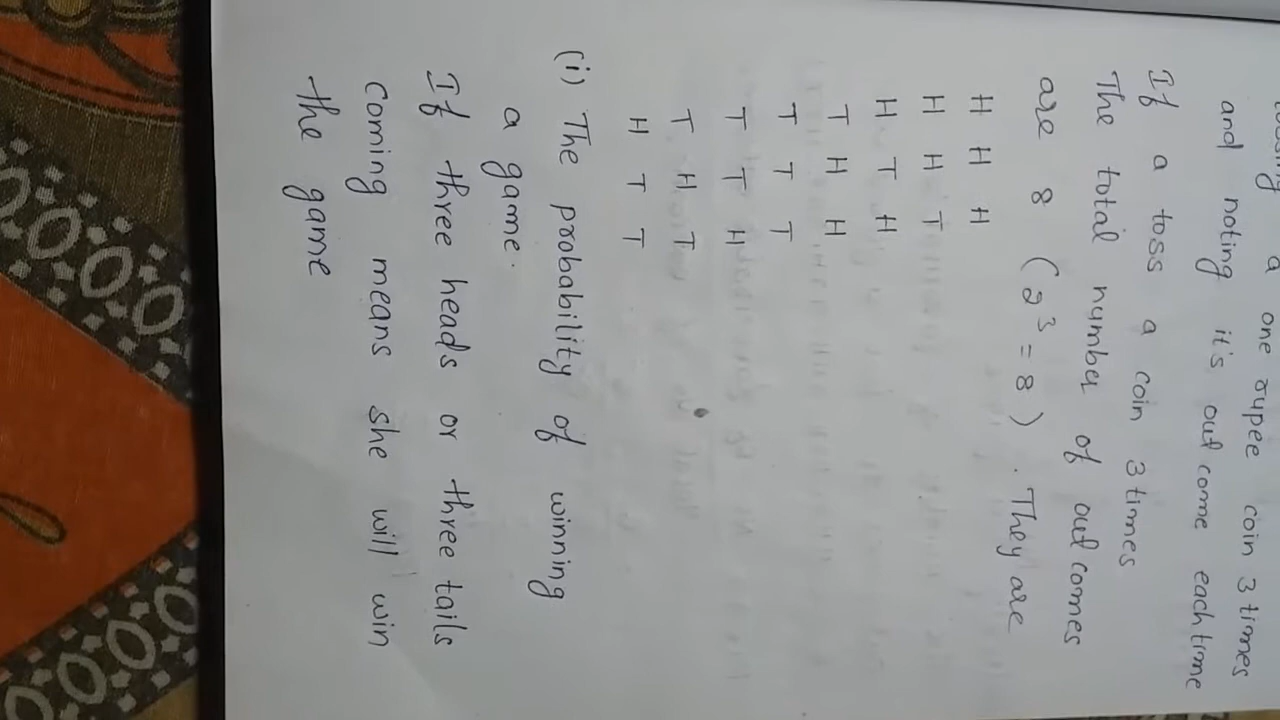 a one rupee coin 3 times
and noting it's out come each time
If a toss a coin 3 times
The total number of out comes
are 8 (2³ = 8). They are
H H H
H H T
H T H
T H H
T T T
T T H
T H T
H T T
(i) The probability of winning
a game.
If three heads or three tails
coming means she will win
the game